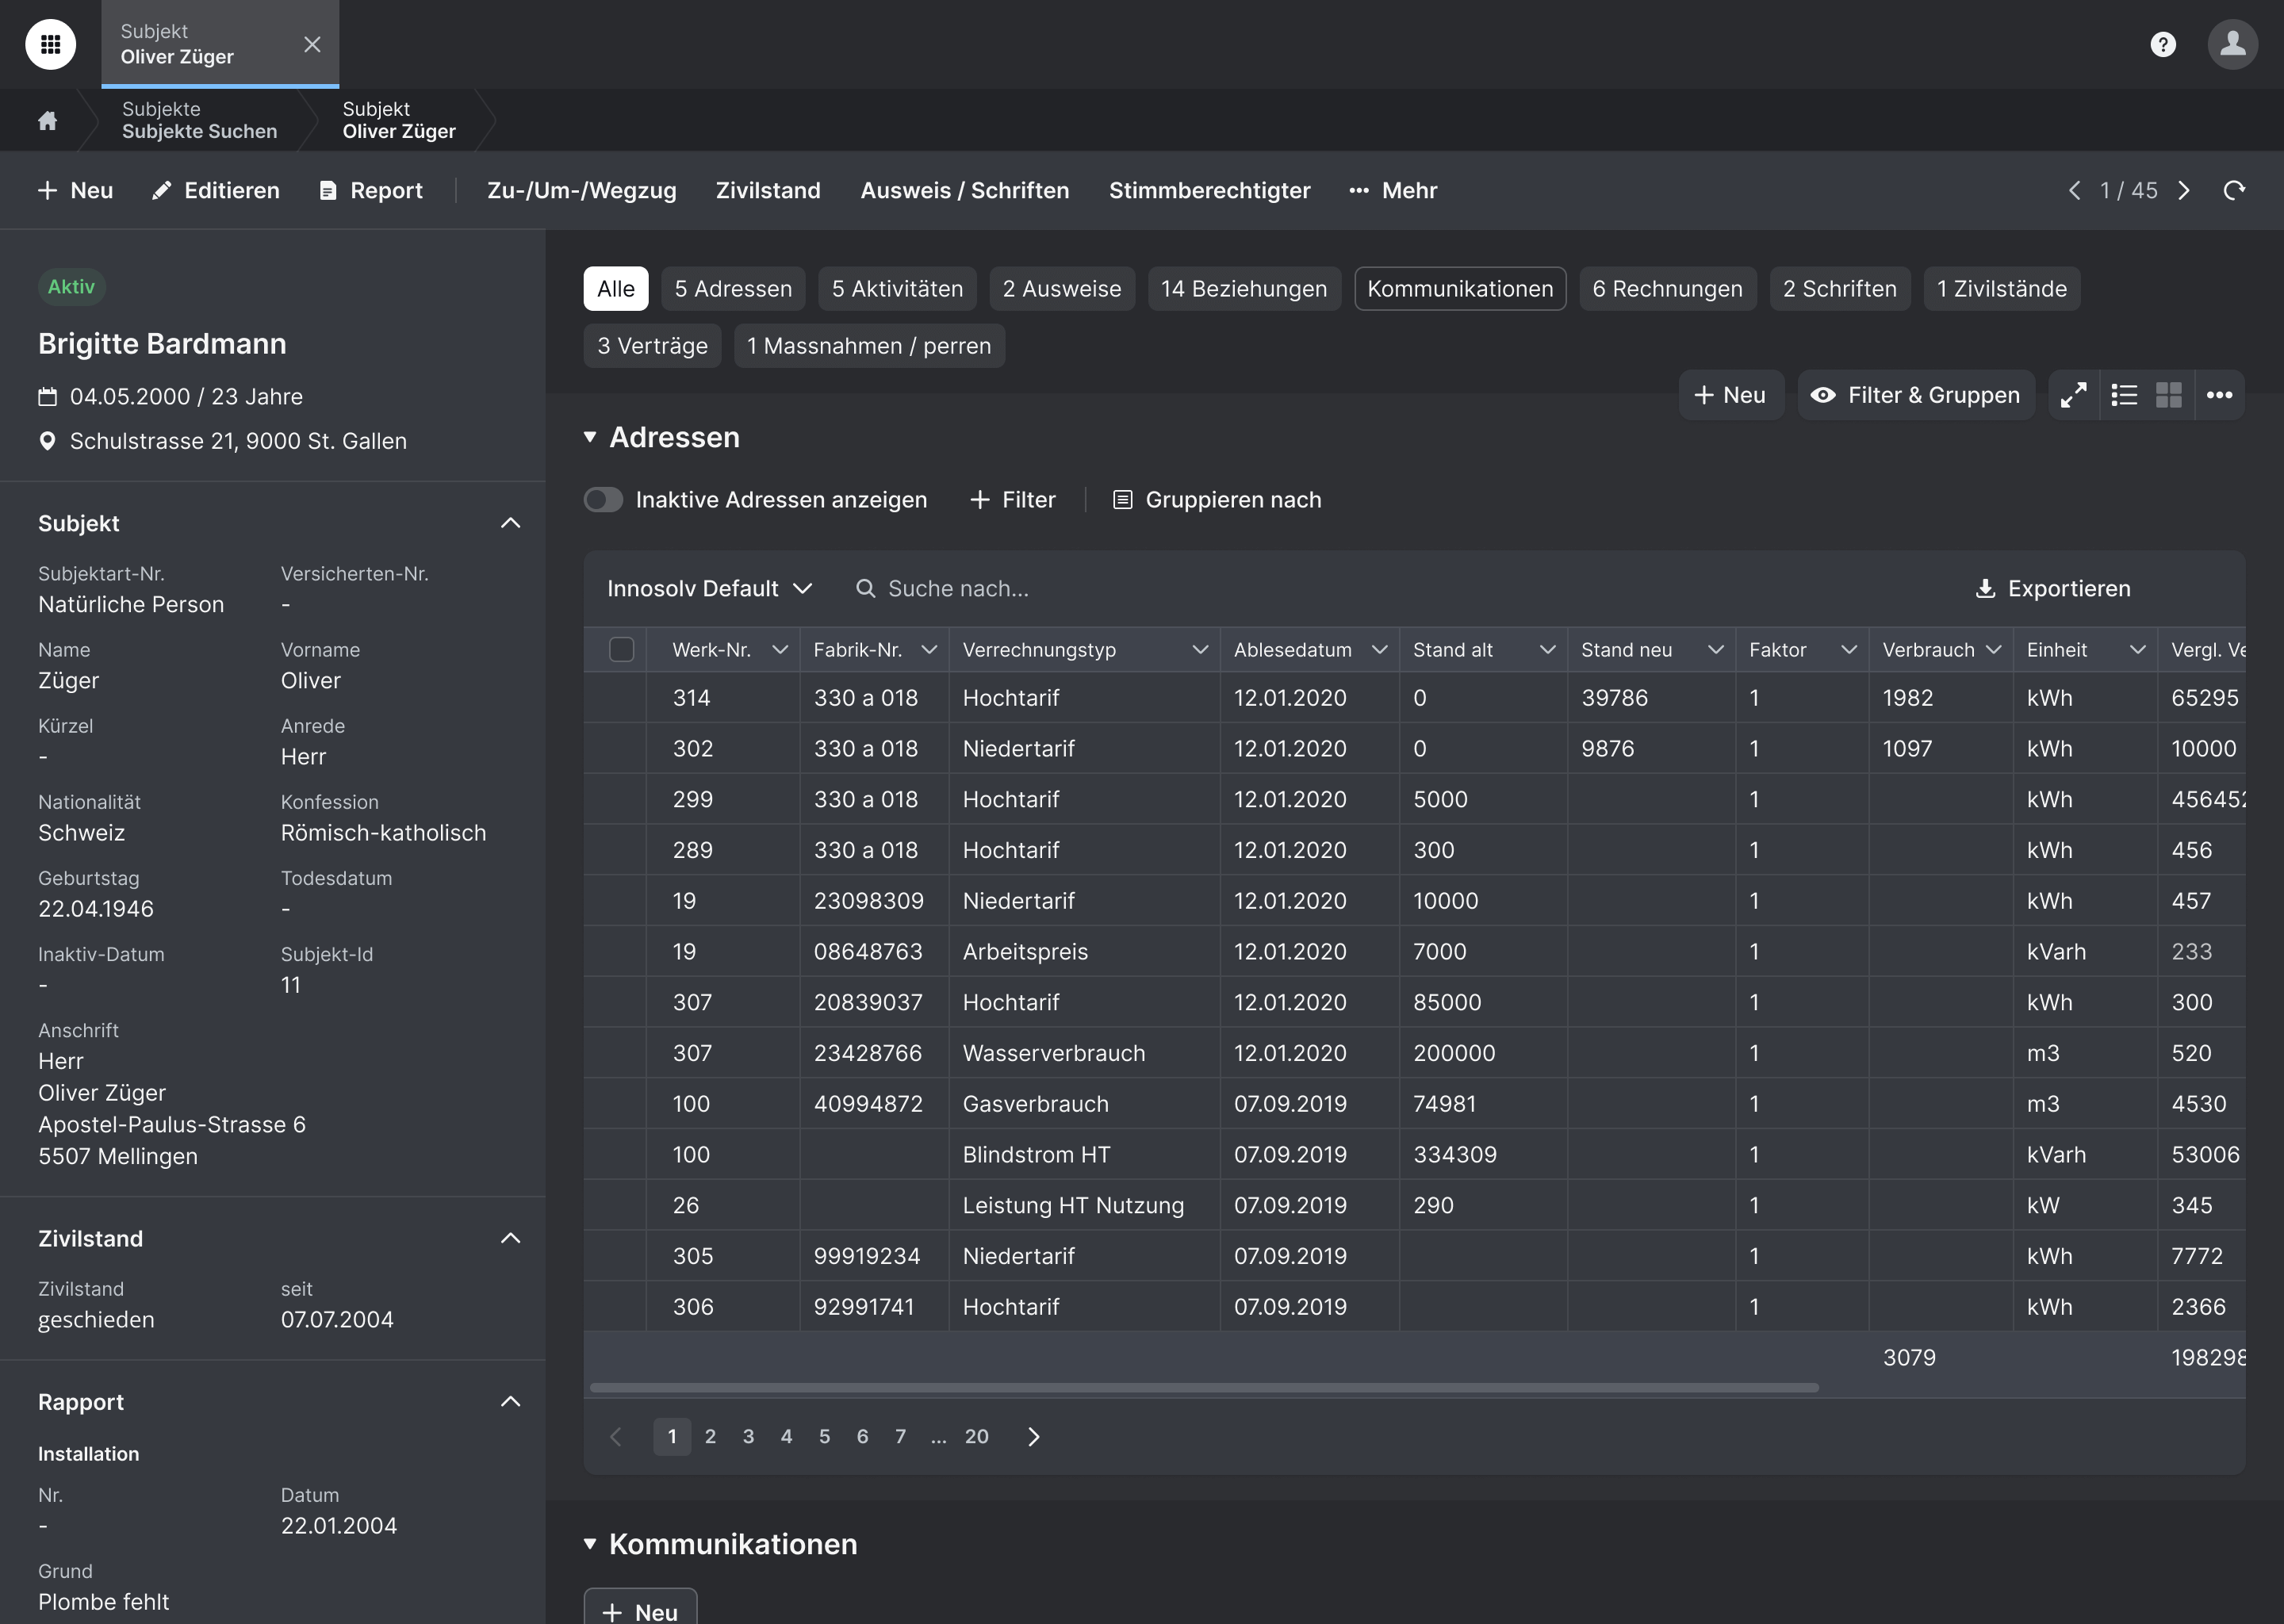 Subjekt
Oliver Züger
?
Subjekte
Subjekte Suchen
Subjekt
Oliver Züger
Neu Editieren Report Zu-/Um-/Wegzug Zivilstand Ausweis / Schriften Stimmberechtigter Mehr 1 / 45
Aktiv
Brigitte Bardmann
04.05.2000 / 23 Jahre
Schulstrasse 21, 9000 St. Gallen
Subjekt
Subjektart-Nr. Versicherten-Nr.
Natürliche Person -
Name Vorname
Züger Oliver
Kürzel Anrede
- Herr
Nationalität Konfession
Schweiz Römisch-katholisch
Geburtstag Todesdatum
22.04.1946 -
Inaktiv-Datum Subjekt-Id
- 11
Anschrift
Herr
Oliver Züger
Apostel-Paulus-Strasse 6
5507 Mellingen
Zivilstand
Zivilstand seit
geschieden 07.07.2004
Rapport
Installation
Nr. Datum
- 22.01.2004
Grund
Plombe fehlt
Alle 5 Adressen 5 Aktivitäten 2 Ausweise 14 Beziehungen Kommunikationen 6 Rechnungen 2 Schriften 1 Zivilstände
3 Verträge 1 Massnahmen / perren
Neu Filter & Gruppen
Adressen
Inaktive Adressen anzeigen Filter Gruppieren nach
Innosolv Default Suche nach... Exportieren
Werk-Nr. Fabrik-Nr. Verrechnungstyp Ablesedatum Stand alt Stand neu Faktor Verbrauch Einheit Vergl. Ve
314 330 a 018 Hochtarif 12.01.2020 0 39786 1 1982 kWh 65295
302 330 a 018 Niedertarif 12.01.2020 0 9876 1 1097 kWh 10000
299 330 a 018 Hochtarif 12.01.2020 5000 1 kWh 456452
289 330 a 018 Hochtarif 12.01.2020 300 1 kWh 456
19 23098309 Niedertarif 12.01.2020 10000 1 kWh 457
19 08648763 Arbeitspreis 12.01.2020 7000 1 kVarh 233
307 20839037 Hochtarif 12.01.2020 85000 1 kWh 300
307 23428766 Wasserverbrauch 12.01.2020 200000 1 m3 520
100 40994872 Gasverbrauch 07.09.2019 74981 1 m3 4530
100 Blindstrom HT 07.09.2019 334309 1 kVarh 53006
26 Leistung HT Nutzung 07.09.2019 290 1 kW 345
305 99919234 Niedertarif 07.09.2019 1 kWh 7772
306 92991741 Hochtarif 07.09.2019 1 kWh 2366
3079 198298
1 2 3 4 5 6 7 ... 20
Kommunikationen
Neu